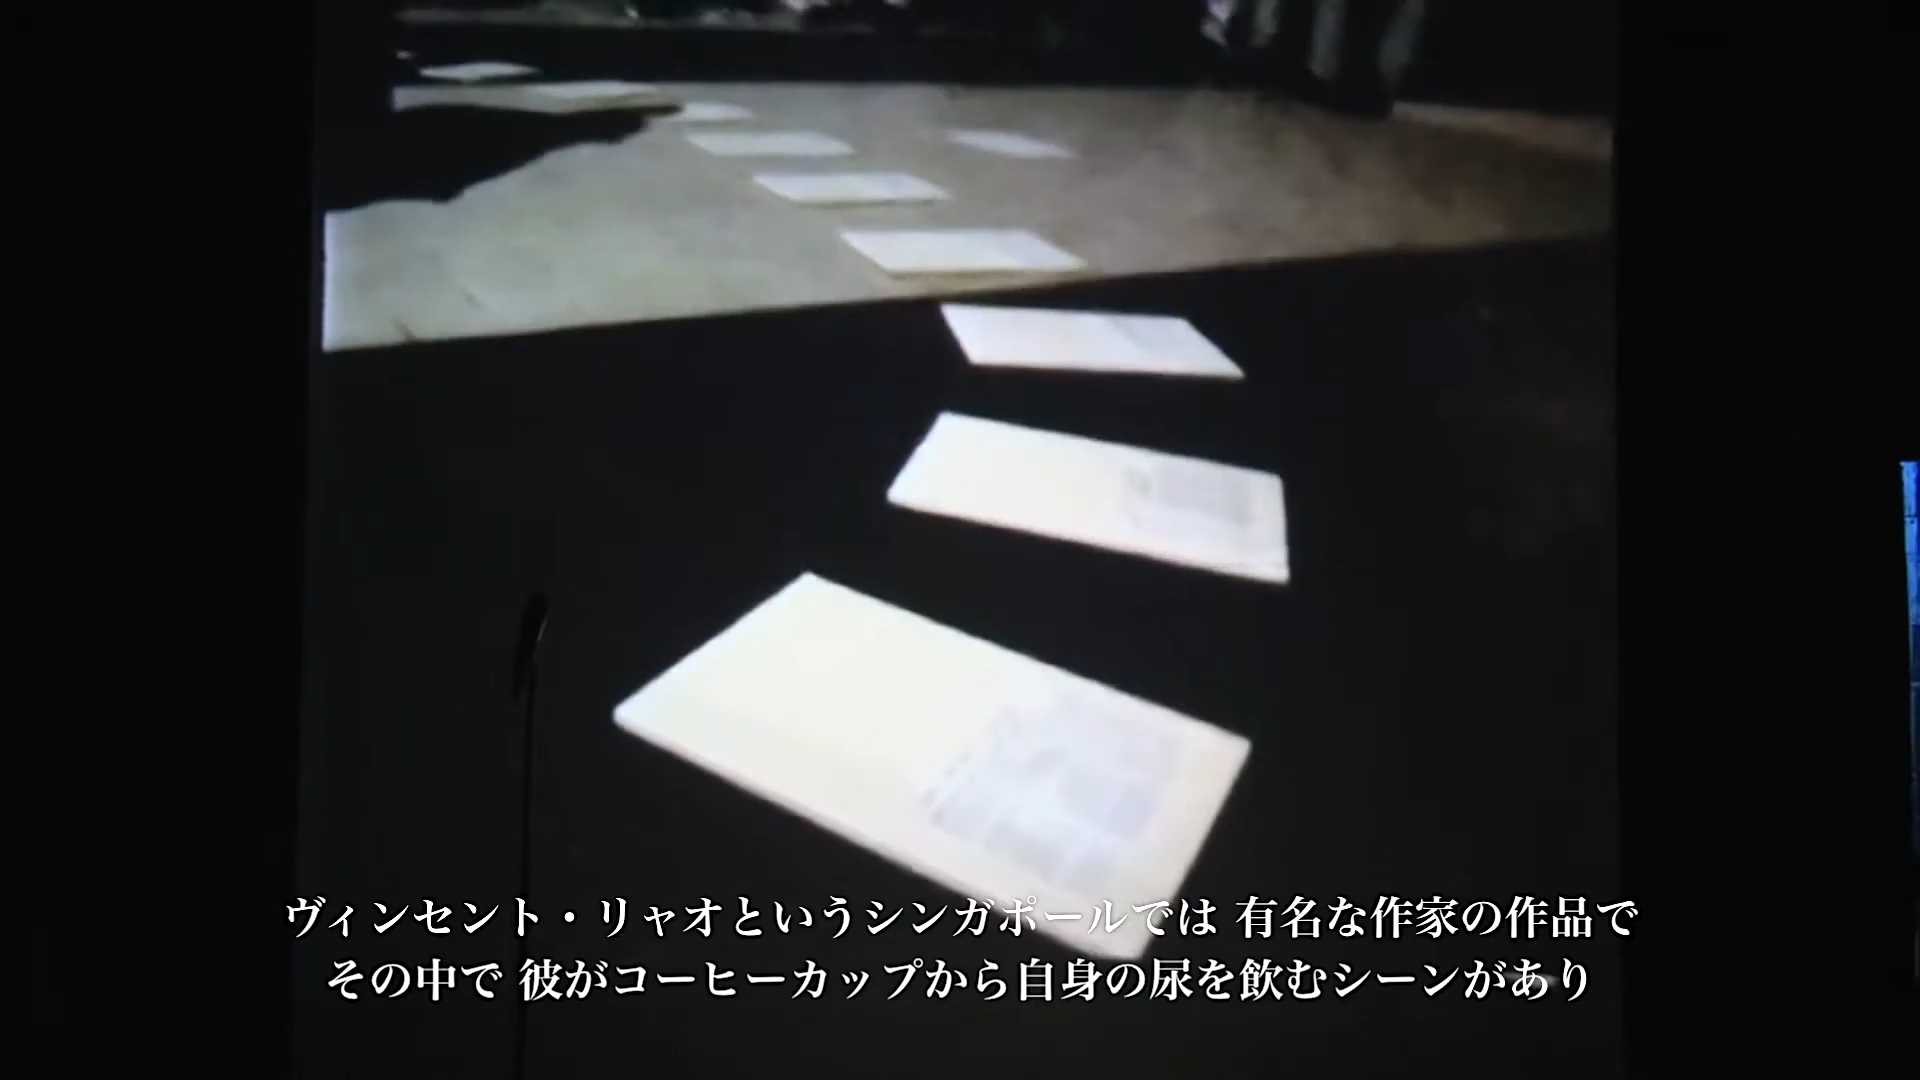 ヴィンセント・リャオというシンガポールでは 有名な作家の作品で
その中で 彼がコーヒーカップから自身の尿を飲むシーンがあり